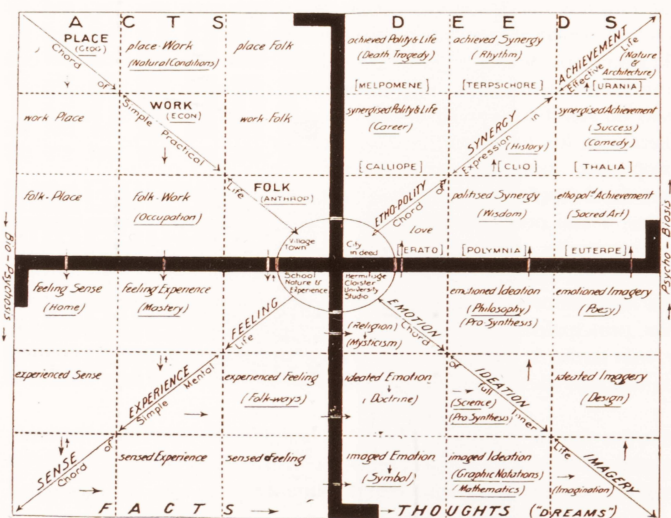 ACTS
DEEDS
PLACE
(GEOG)
Chord of
place-Work
(Natural Conditions)
place Folk
achieved Polity & Life
(Death Tragedy)
[MELPOMENE]
achieved Synergy
(Rhythm)
[TERPSICHORE]
ACHIEVEMENT
Effective Life
(Nature &
Architecture)
[URANIA]
work Place
WORK
(ECON)
Simple Practical
work Folk
synergised Polity & Life
(Career)
[CALLIOPE]
SYNERGY
Expression in
(History)
[CLIO]
synergised Achievement
(Success)
(Comedy)
[THALIA]
folk-Place
folk-Work
(Occupation)
FOLK
(ANTHROP)
Life
Village
Town
City
in deed
ETHO-POLITY
Chord of
love
[ERATO]
politised Synergy
(Wisdom)
[POLYMNIA]
ethopol^d Achievement
(Sacred Art)
[EUTERPE]
Bio-Psychosis
Psycho-Biosis
feeling Sense
(Home)
feeling Experience
(Mastery)
FEELING
Life
School
Nature &
Experience
Hermitage
Cloister
University
Studio
EMOTION
Chord
(Religion)
(Mysticism)
emotioned Ideation
(Philosophy)
(Pro Synthesis)
emotioned Imagery
(Poezy)
experienced Sense
EXPERIENCE
Simple Mental
experienced Feeling
(Folk-ways)
ideated Emotion
(Doctrine)
IDEATION
of full inner
(Science)
(Pro Synthesis)
ideated Imagery
(Design)
SENSE
Chord of
sensed Experience
sensed Feeling
imaged Emotion
(Symbol)
imaged Ideation
(Graphic Notations)
(Mathematics)
IMAGERY
Life
(Imagination)
FACTS
THOUGHTS ("DREAMS")